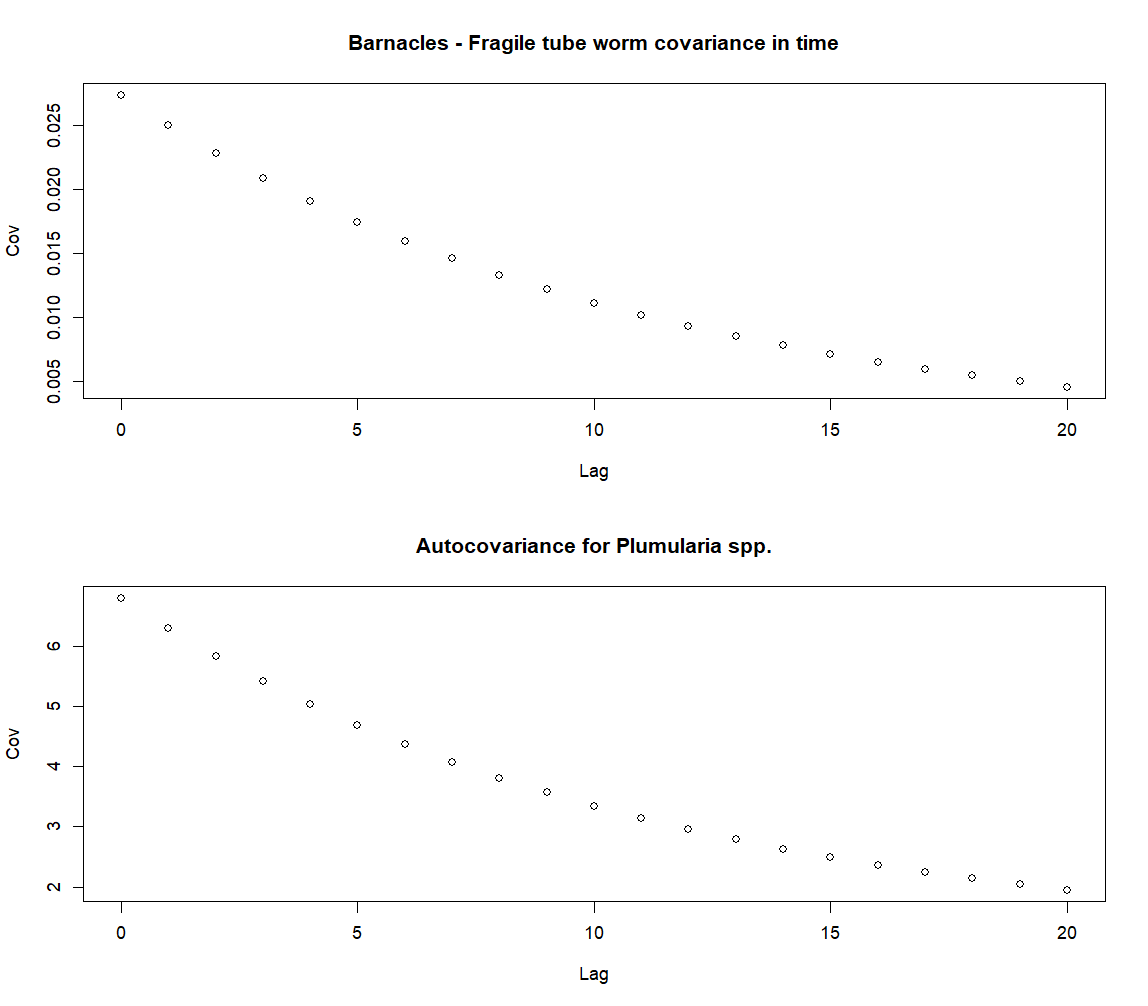 Barnacles - Fragile tube worm covariance in time
Cov
0.025
0.020
0.015
0.010
0.005
0 5 10 15 20
Lag
Autocovariance for Plumularia spp.
Cov
6
5
4
3
2
0 5 10 15 20
Lag